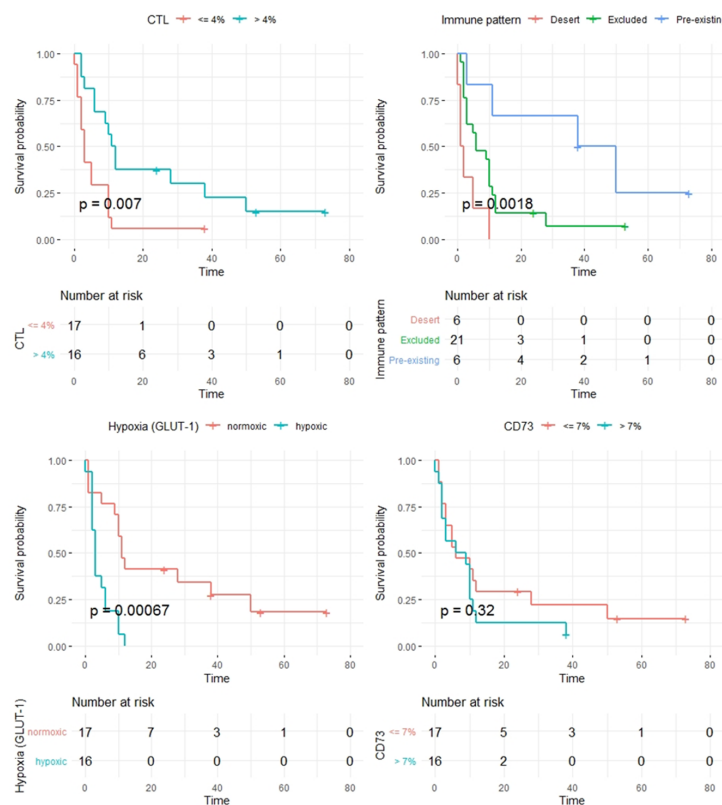 CTL <= 4% > 4%
Survival probability
1.00
0.75
0.50
0.25
0.00
p = 0.007
0 20 40 60 80
Time
Number at risk
CTL
<= 4% 17 1 0 0 0
> 4% 16 6 3 1 0
0 20 40 60 80
Time
Immune pattern Desert Excluded Pre-existin
Survival probability
1.00
0.75
0.50
0.25
0.00
p = 0.0018
0 20 40 60 80
Time
Number at risk
Immune pattern
Desert 6 0 0 0 0
Excluded 21 3 1 0 0
Pre-existing 6 4 2 1 0
0 20 40 60 80
Time
Hypoxia (GLUT-1) normoxic hypoxic
Survival probability
1.00
0.75
0.50
0.25
0.00
p = 0.00067
0 20 40 60 80
Time
Number at risk
Hypoxia (GLUT-1)
normoxic 17 7 3 1 0
hypoxic 16 0 0 0 0
0 20 40 60 80
Time
CD73 <= 7% > 7%
Survival probability
1.00
0.75
0.50
0.25
0.00
p = 0.32
0 20 40 60 80
Time
Number at risk
CD73
<= 7% 17 5 3 1 0
> 7% 16 2 0 0 0
0 20 40 60 80
Time